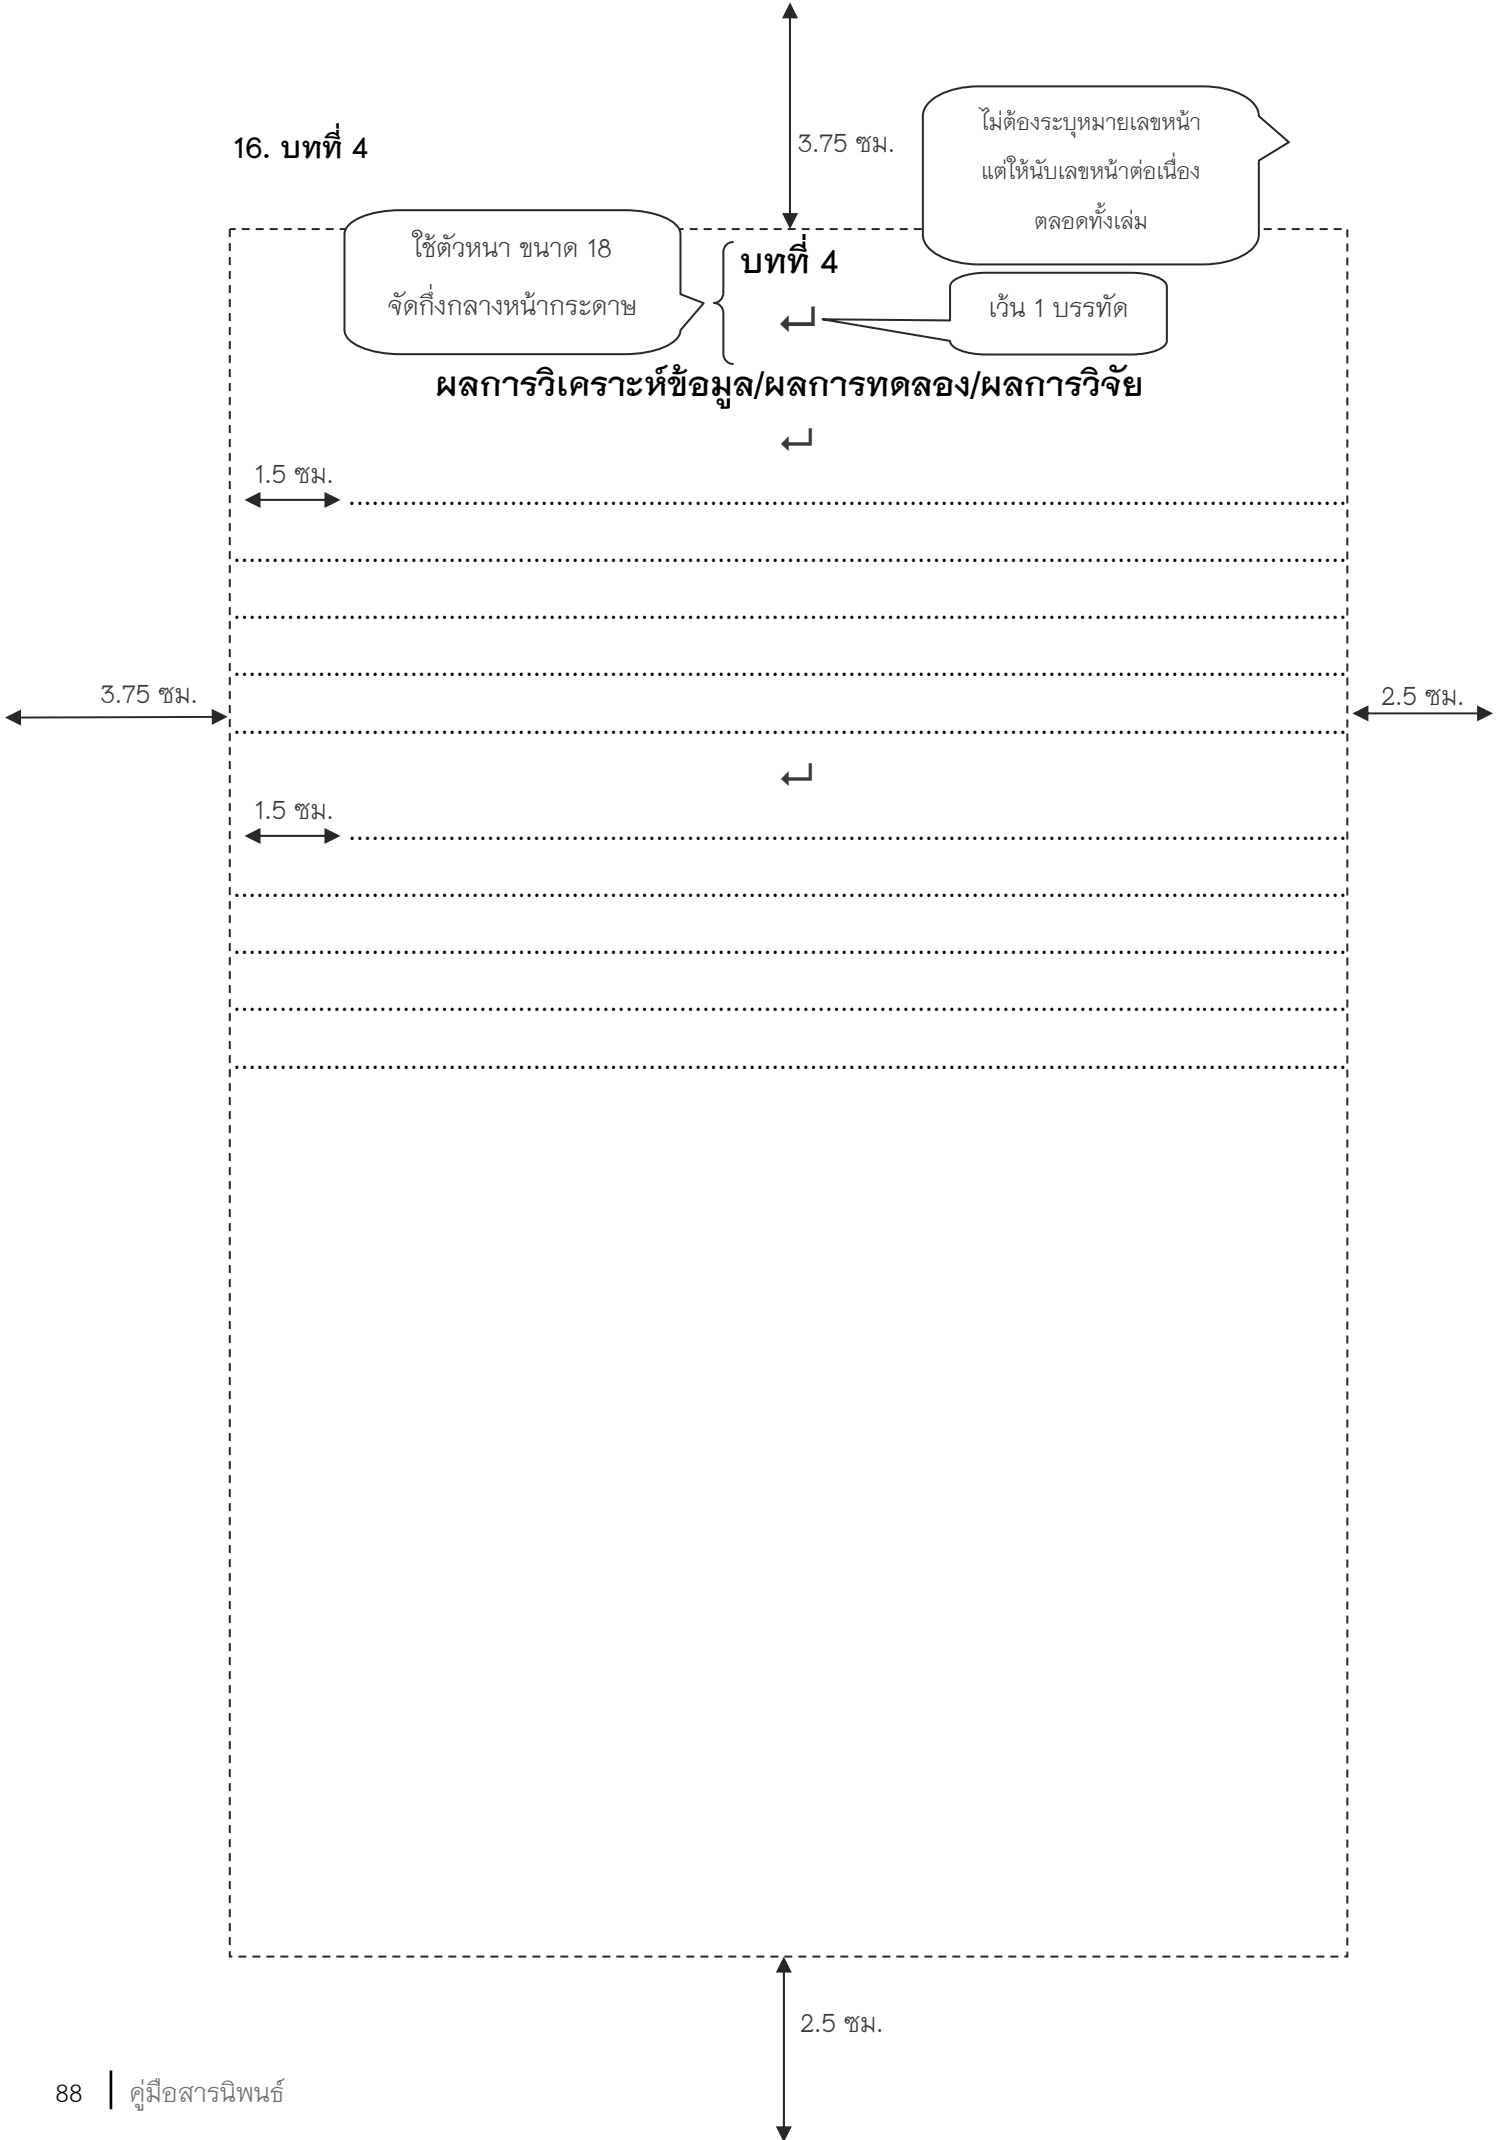 3.75 ซม.
ไม่ต้องระบุหมายเลขหน้า
แต่ให้นับเลขหน้าต่อเนื่อง
ตลอดทั้งเล่ม
16. บทที่ 4
ใช้ตัวหนา ขนาด 18
จัดกึ่งกลางหน้ากระดาษ
บทที่ 4
เว้น 1 บรรทัด
ผลการวิเคราะห์ข้อมูล/ผลการทดลอง/ผลการวิจัย
1.5 ซม.
3.75 ซม.
2.5 ซม.
1.5 ซม.
2.5 ซม.
88 | คู่มือสารนิพนธ์